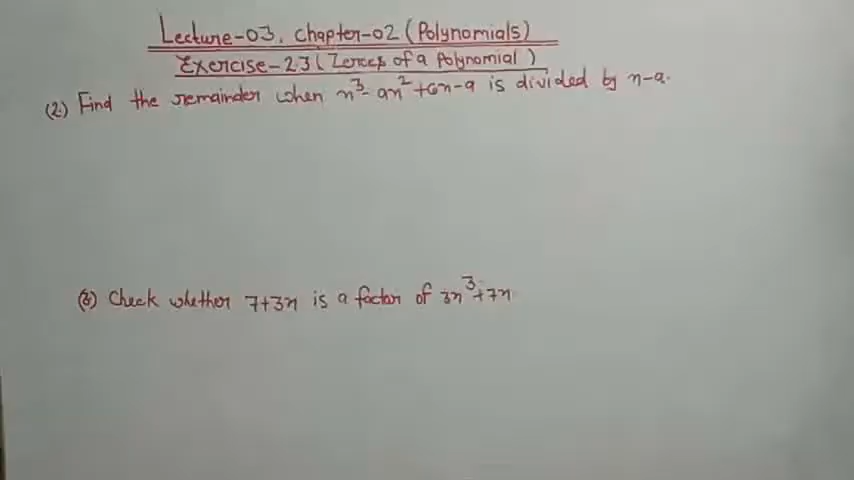 Lecture-03, Chapter-02 (Polynomials)
Exercise-2.3 (Zeroes of a Polynomial)
(2) Find the remainder when x³-ax²+6x-a is divided by x-a.
(3) Check whether 7+3x is a factor of 3x³+7x.